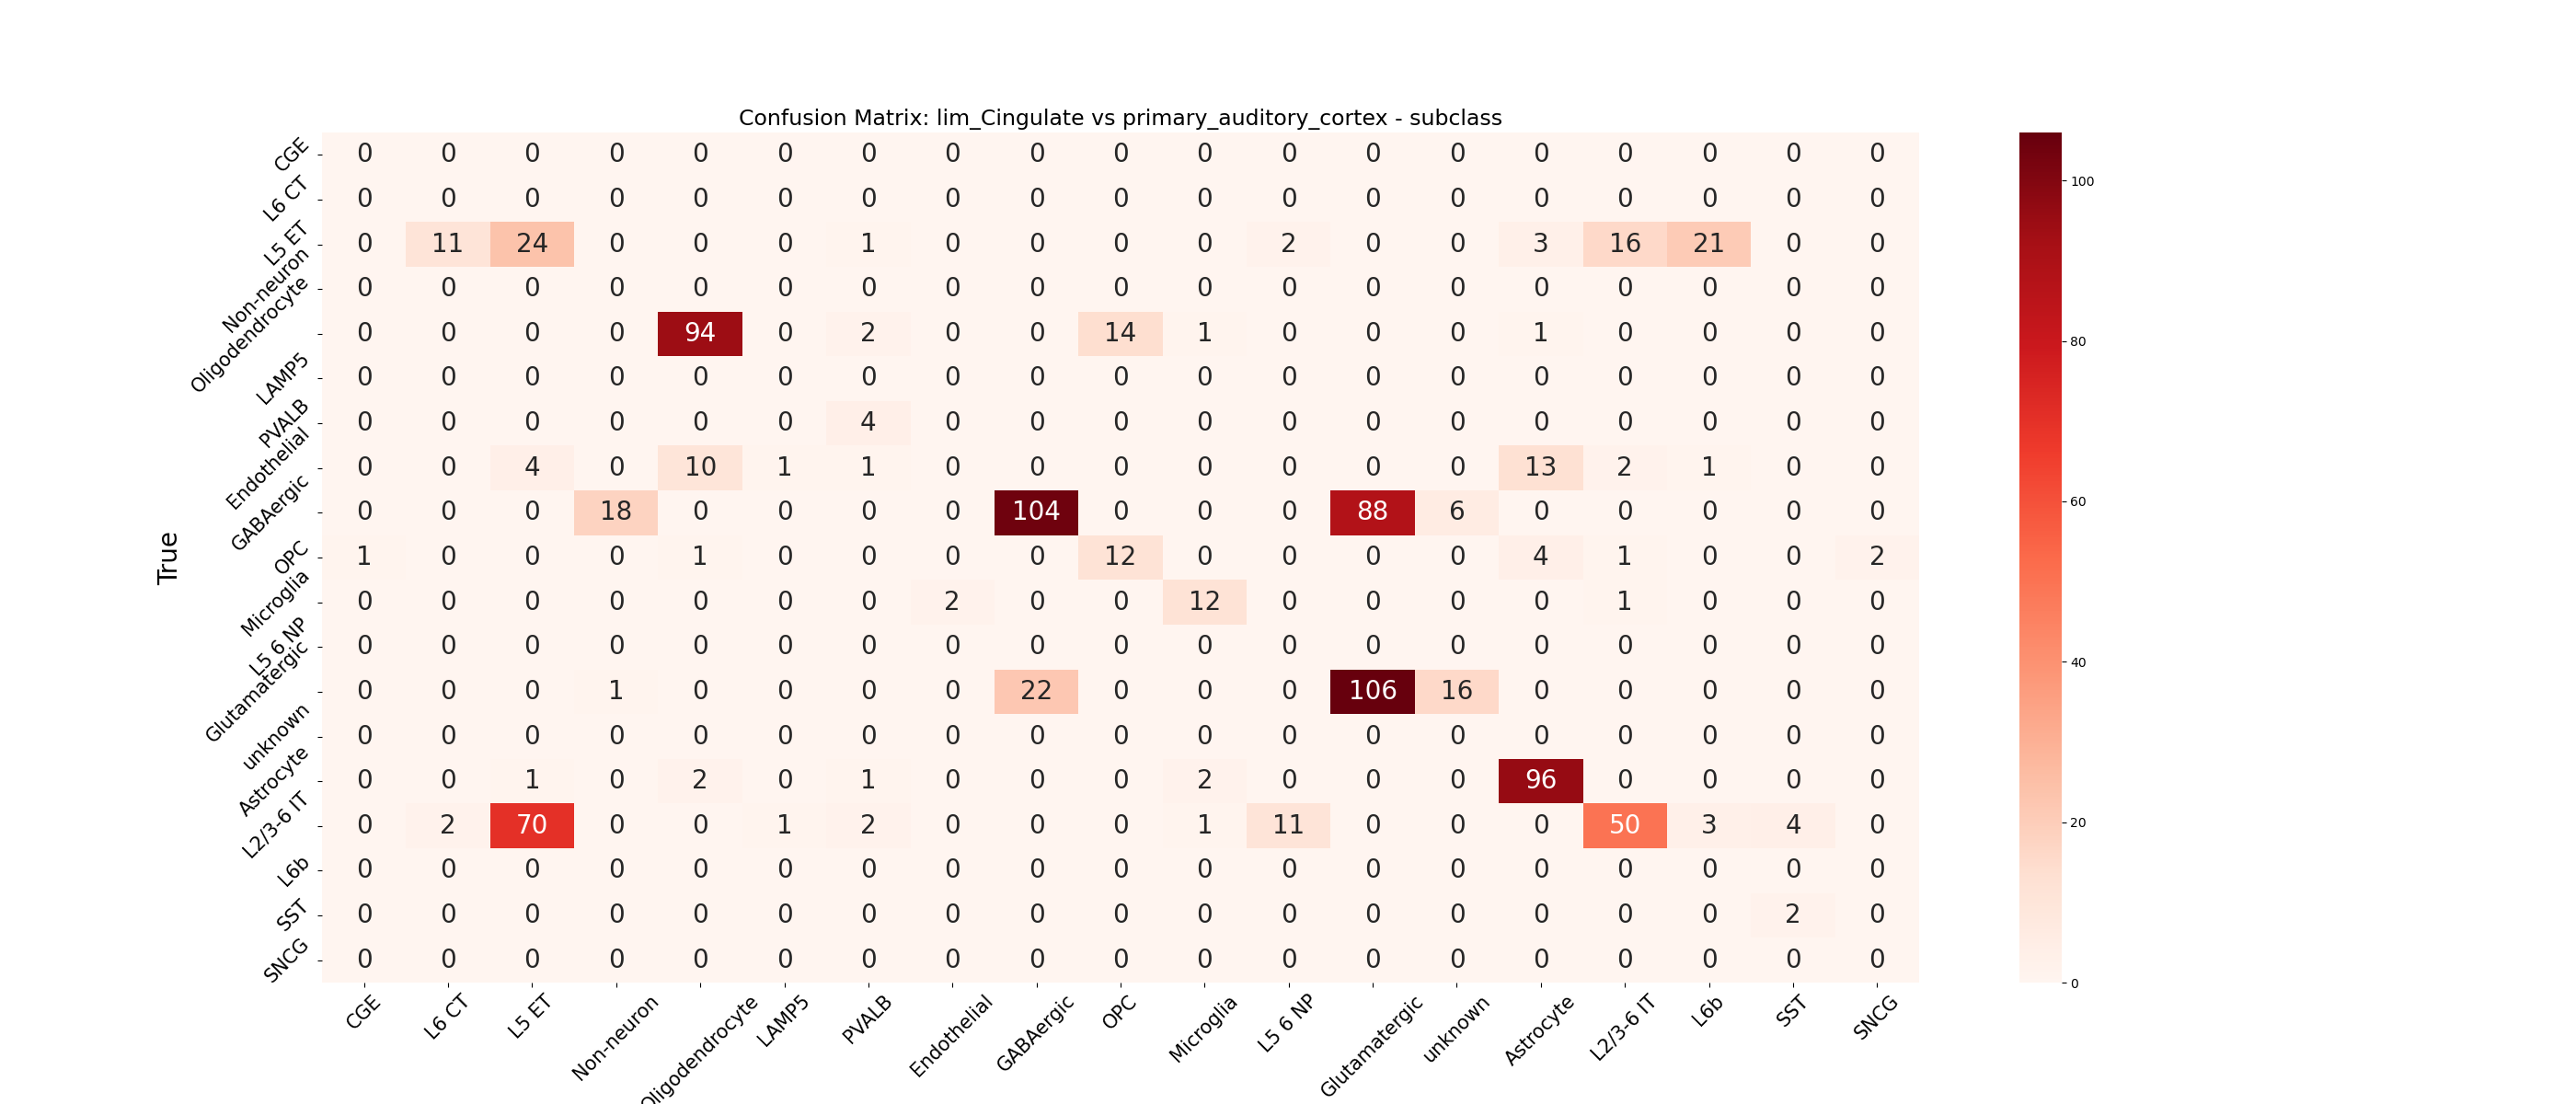 Confusion Matrix: lim_Cingulate vs primary_auditory_cortex - subclass
True
CGE 0 0 0 0 0 0 0 0 0 0 0 0 0 0 0 0 0 0 0
L6 CT 0 0 0 0 0 0 0 0 0 0 0 0 0 0 0 0 0 0 0
L5 ET 0 11 24 0 0 0 1 0 0 0 0 2 0 0 3 16 21 0 0
Non-neuron 0 0 0 0 0 0 0 0 0 0 0 0 0 0 0 0 0 0 0
Oligodendrocyte 0 0 0 0 94 0 2 0 0 14 1 0 0 0 1 0 0 0 0
LAMP5 0 0 0 0 0 0 0 0 0 0 0 0 0 0 0 0 0 0 0
PVALB 0 0 0 0 0 0 4 0 0 0 0 0 0 0 0 0 0 0 0
Endothelial 0 0 4 0 10 1 1 0 0 0 0 0 0 0 13 2 1 0 0
GABAergic 0 0 0 18 0 0 0 0 104 0 0 0 88 6 0 0 0 0 0
OPC 1 0 0 0 1 0 0 0 0 12 0 0 0 0 4 1 0 0 2
Microglia 0 0 0 0 0 0 0 2 0 0 12 0 0 0 0 1 0 0 0
L5 6 NP 0 0 0 0 0 0 0 0 0 0 0 0 0 0 0 0 0 0 0
Glutamatergic 0 0 0 1 0 0 0 0 22 0 0 0 106 16 0 0 0 0 0
unknown 0 0 0 0 0 0 0 0 0 0 0 0 0 0 0 0 0 0 0
Astrocyte 0 0 1 0 2 0 1 0 0 0 2 0 0 0 96 0 0 0 0
L2/3-6 IT 0 2 70 0 0 1 2 0 0 0 1 11 0 0 0 50 3 4 0
L6b 0 0 0 0 0 0 0 0 0 0 0 0 0 0 0 0 0 0 0
SST 0 0 0 0 0 0 0 0 0 0 0 0 0 0 0 0 0 2 0
SNCG 0 0 0 0 0 0 0 0 0 0 0 0 0 0 0 0 0 0 0
CGE L6 CT L5 ET Non-neuron Oligodendrocyte LAMP5 PVALB Endothelial GABAergic OPC Microglia L5 6 NP Glutamatergic unknown Astrocyte L2/3-6 IT L6b SST SNCG
100
80
60
40
20
0